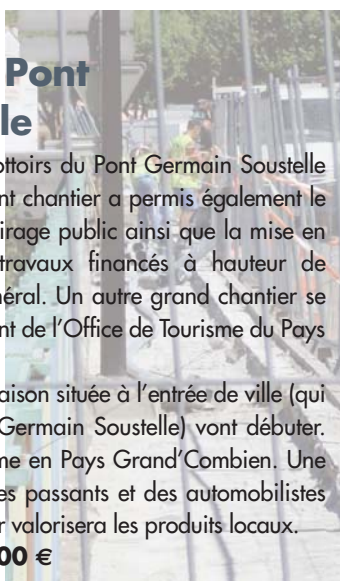 Pont
le
ottoirs du Pont Germain Soustelle
nt chantier a permis également le
irage public ainsi que la mise en
travaux financés à hauteur de
néral. Un autre grand chantier se
nt de l'Office de Tourisme du Pays
aison située à l'entrée de ville (qui
Germain Soustelle) vont débuter.
me en Pays Grand'Combien. Une
es passants et des automobilistes
r valorisera les produits locaux.
00 €